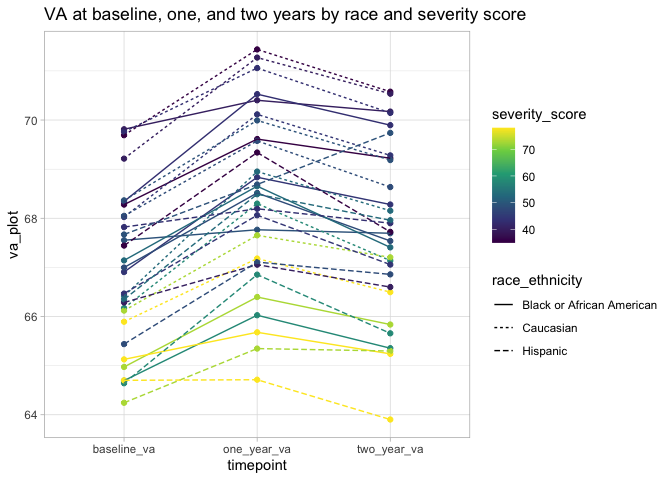 VA at baseline, one, and two years by race and severity score
va_plot
70
68
66
64
baseline_va
one_year_va
two_year_va
timepoint
severity_score
70
60
50
40
race_ethnicity
Black or African American
Caucasian
Hispanic